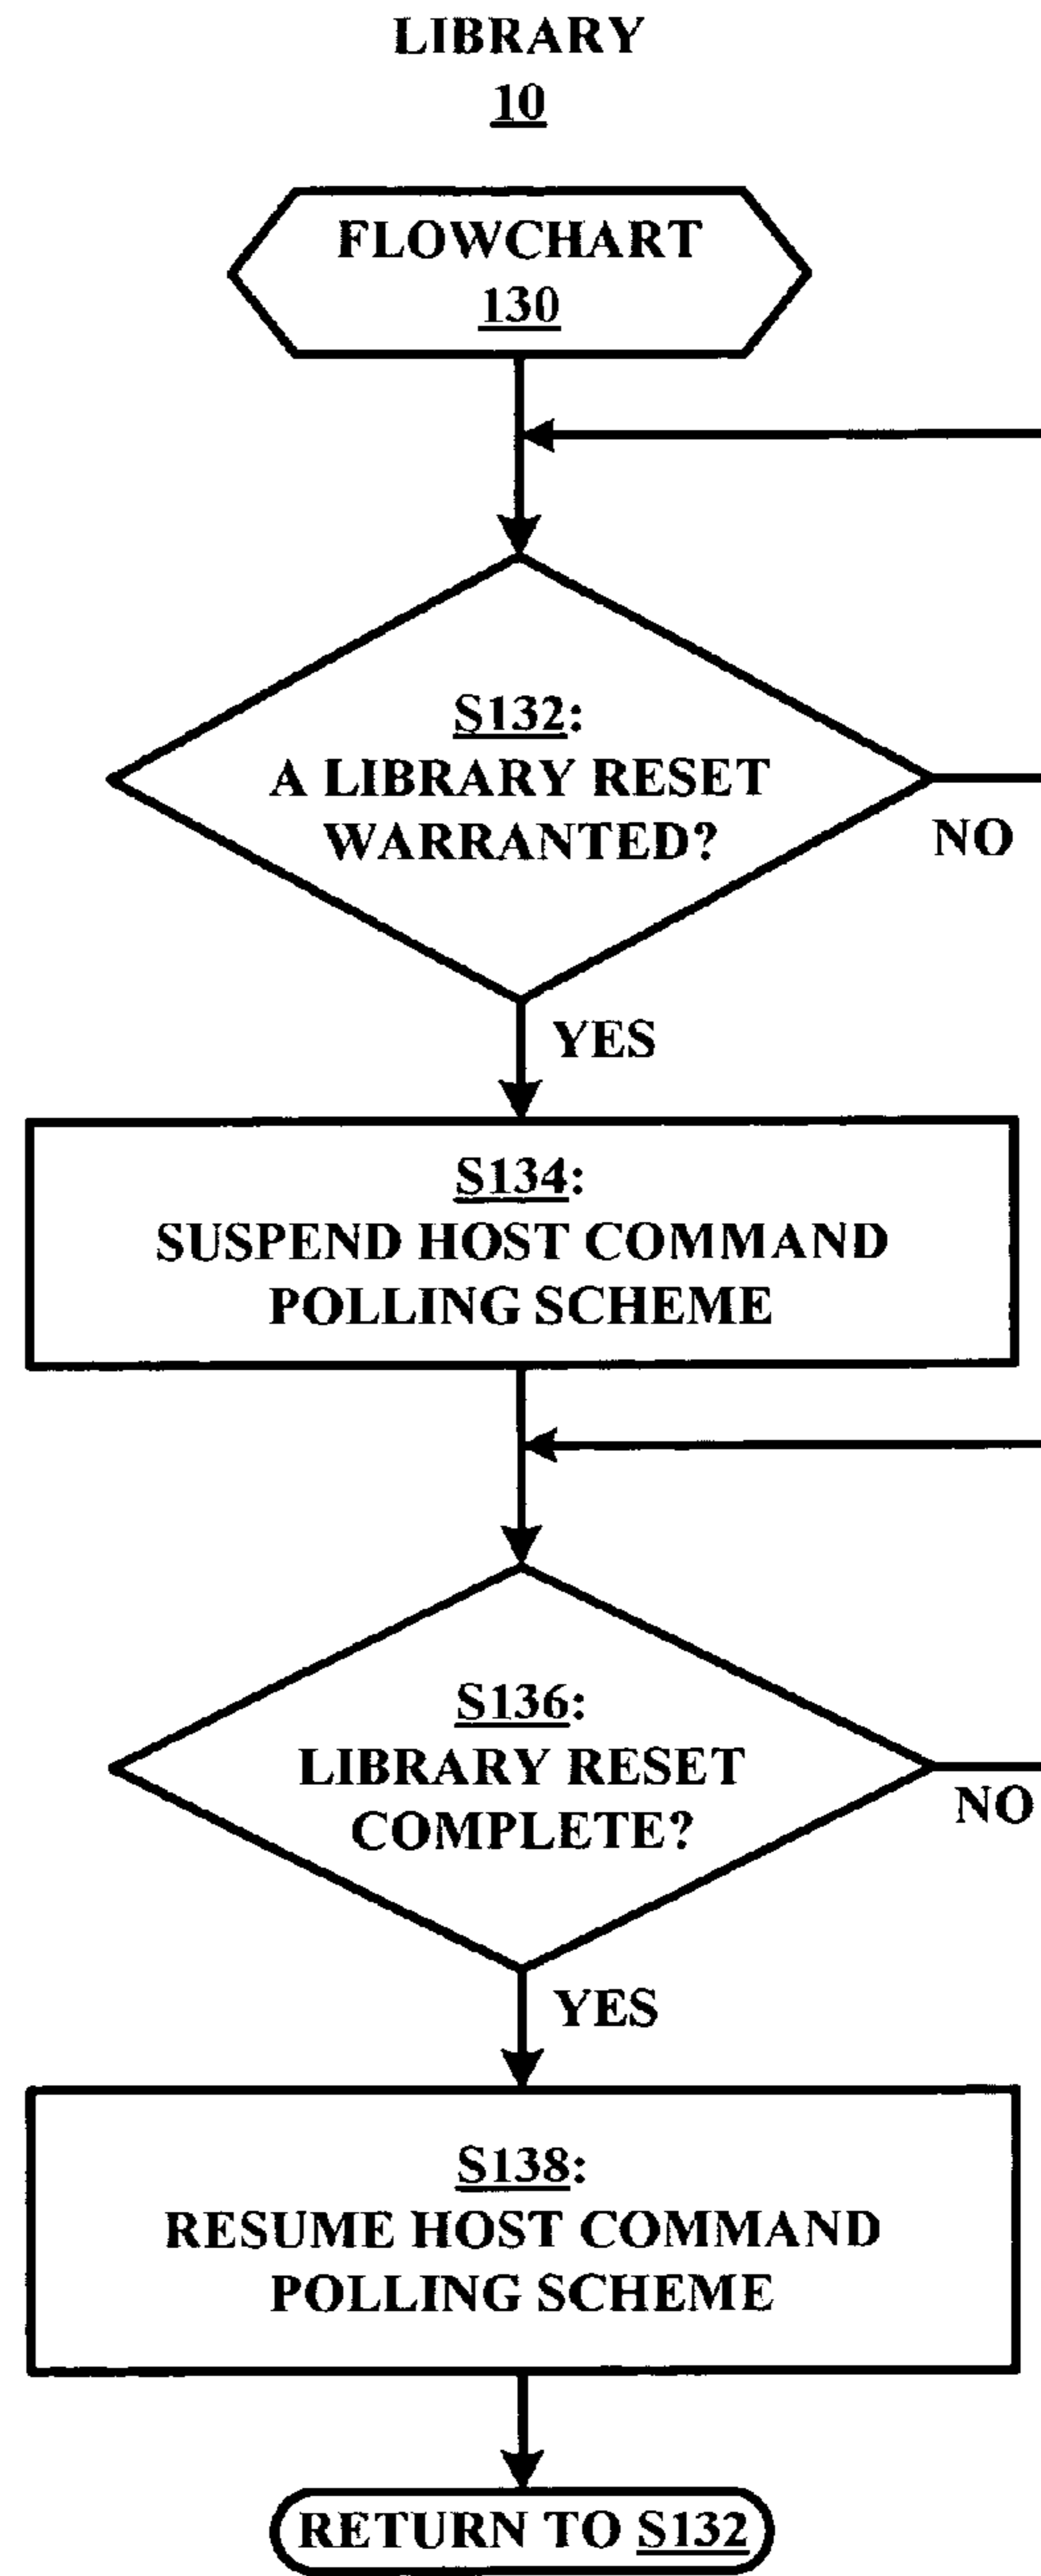 LIBRARY
10
FLOWCHART
130
S132:
A LIBRARY RESET
WARRANTED?
NO
YES
S134:
SUSPEND HOST COMMAND
POLLING SCHEME
S136:
LIBRARY RESET
COMPLETE?
NO
YES
S138:
RESUME HOST COMMAND
POLLING SCHEME
RETURN TO S132